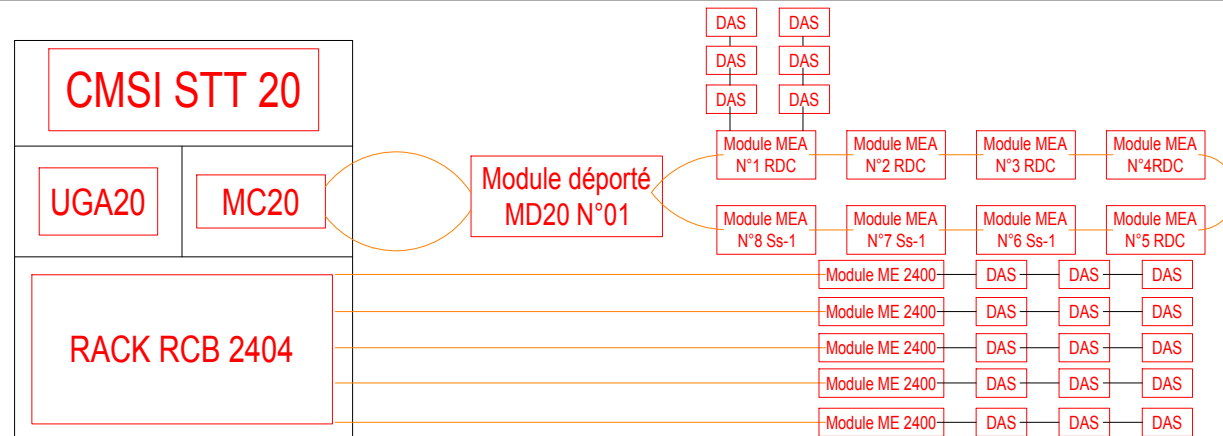 DAS DAS
DAS DAS
DAS DAS
CMSI STT 20
UGA20
MC20
Module déporté
MD20 N°01
Module MEA
N°1 RDC
Module MEA
N°2 RDC
Module MEA
N°3 RDC
Module MEA
N°4RDC
Module MEA
N°8 Ss-1
Module MEA
N°7 Ss-1
Module MEA
N°6 Ss-1
Module MEA
N°5 RDC
RACK RCB 2404
Module ME 2400 DAS DAS DAS
Module ME 2400 DAS DAS DAS
Module ME 2400 DAS DAS DAS
Module ME 2400 DAS DAS DAS
Module ME 2400 DAS DAS DAS